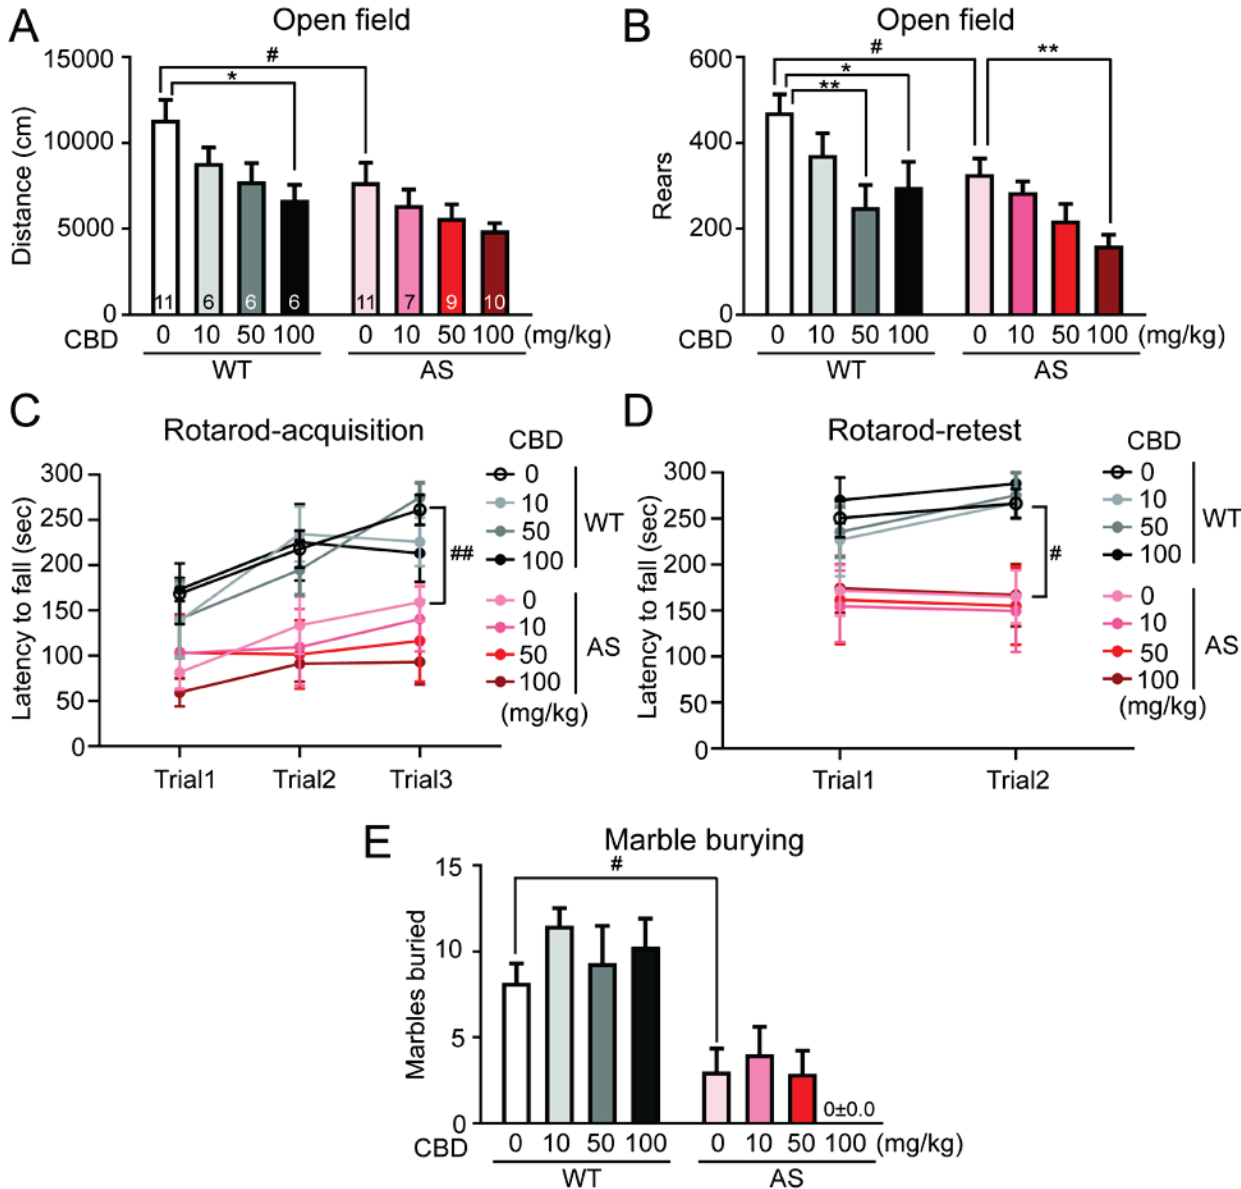 A
Open field
15000
10000
5000
0
Distance (cm)
#
*
11 6 6 6 11 7 9 10
CBD 0 10 50 100 0 10 50 100 (mg/kg)
WT AS
B
Open field
600
400
200
0
Rears
#
*
**
**
CBD 0 10 50 100 0 10 50 100 (mg/kg)
WT AS
C
Rotarod-acquisition
300
250
200
150
100
50
0
Latency to fall (sec)
##
Trial1 Trial2 Trial3
CBD
0
10
50
100
WT
0
10
50
100
AS
(mg/kg)
D
Rotarod-retest
300
250
200
150
100
50
0
Latency to fall (sec)
#
Trial1 Trial2
CBD
0
10
50
100
WT
0
10
50
100
AS
(mg/kg)
E
Marble burying
15
10
5
0
Marbles buried
#
0±0.0
CBD 0 10 50 100 0 10 50 100 (mg/kg)
WT AS